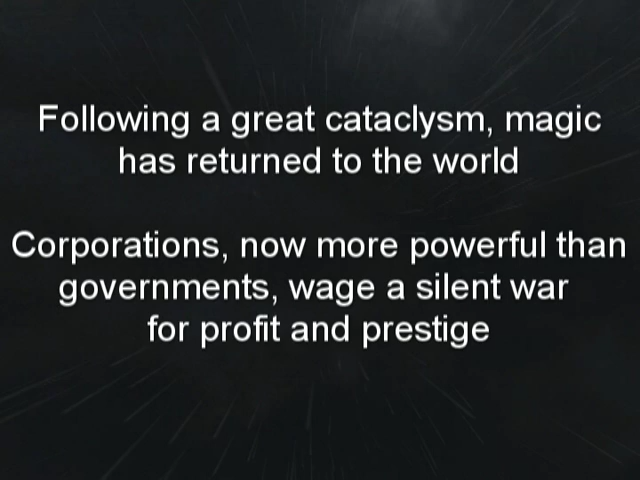 Following a great cataclysm, magic
has returned to the world
Corporations, now more powerful than
governments, wage a silent war
for profit and prestige